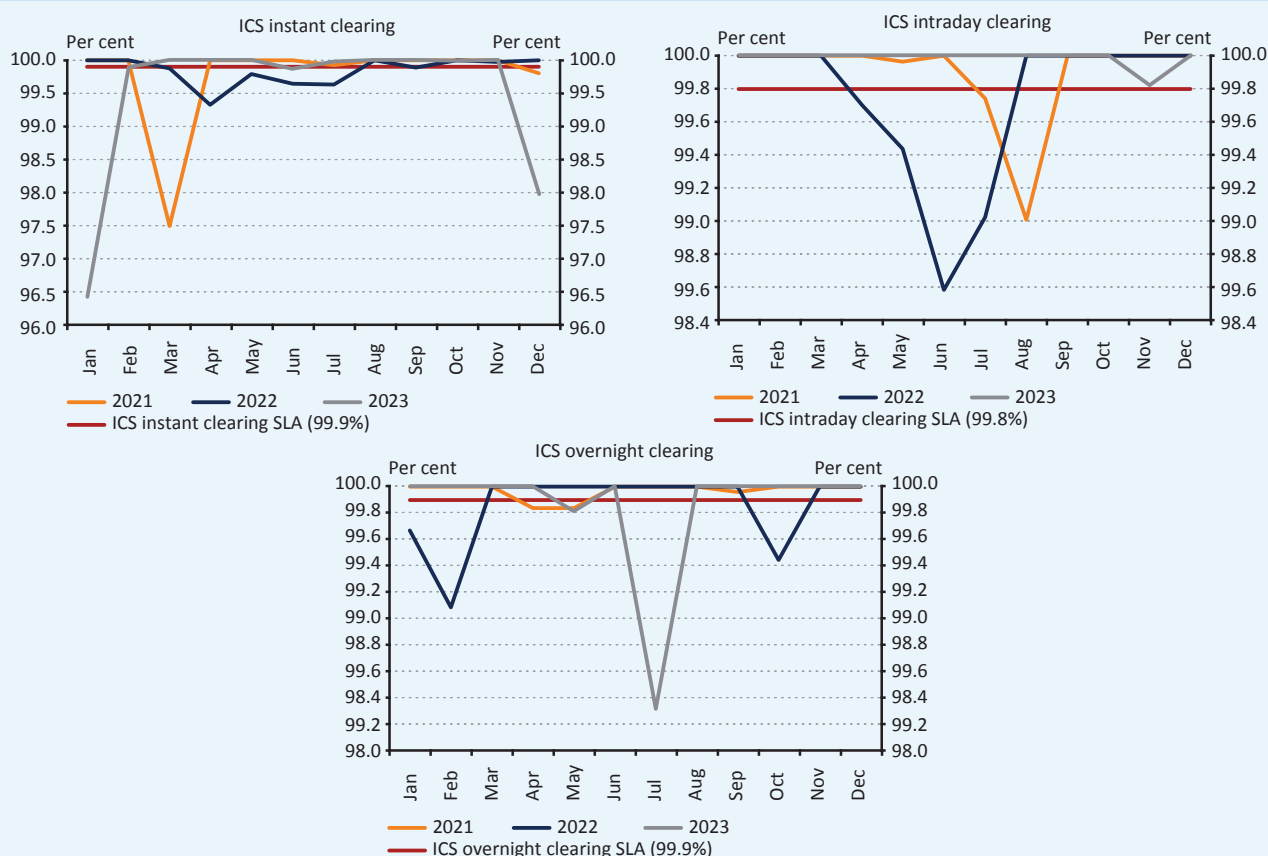 ICS instant clearing
Per cent Per cent
100.0 100.0
99.5 99.5
99.0 99.0
98.5 98.5
98.0 98.0
97.5 97.5
97.0 97.0
96.5 96.5
96.0 96.0
Jan Feb Mar Apr May Jun Jul Aug Sep Oct Nov Dec
2021 2022 2023
ICS instant clearing SLA (99.9%)
ICS intraday clearing
Per cent Per cent
100.0 100.0
99.8 99.8
99.6 99.6
99.4 99.4
99.2 99.2
99.0 99.0
98.8 98.8
99.6 99.6
98.4 98.4
Jan Feb Mar Apr May Jun Jul Aug Sep Oct Nov Dec
2021 2022 2023
ICS intraday clearing SLA (99.8%)
ICS overnight clearing
Per cent Per cent
100.0 100.0
99.8 99.8
99.6 99.6
99.4 99.4
99.2 99.2
99.0 99.0
98.8 98.8
99.6 99.6
98.4 98.4
99.2 99.2
98.0 98.0
Jan Feb Mar Apr May Jun Jul Aug Sep Oct Nov Dec
2021 2022 2023
ICS overnight clearing SLA (99.9%)